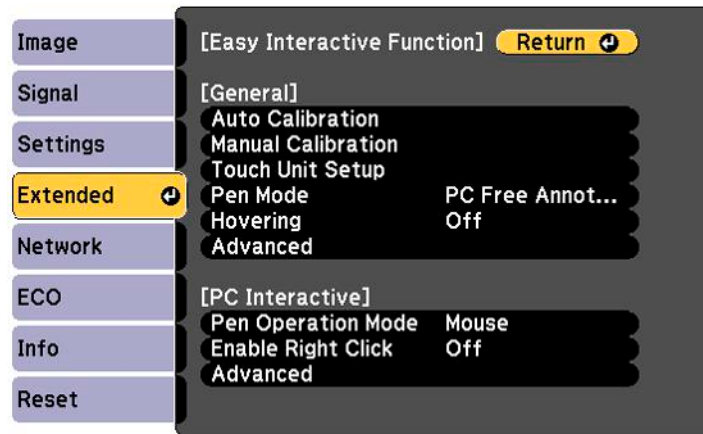 Image
Signal
Settings
Extended
Network
ECO
Info
Reset
[Easy Interactive Function] Return
[General]
Auto Calibration
Manual Calibration
Touch Unit Setup
Pen Mode PC Free Annot...
Hovering Off
Advanced
[PC Interactive]
Pen Operation Mode Mouse
Enable Right Click Off
Advanced